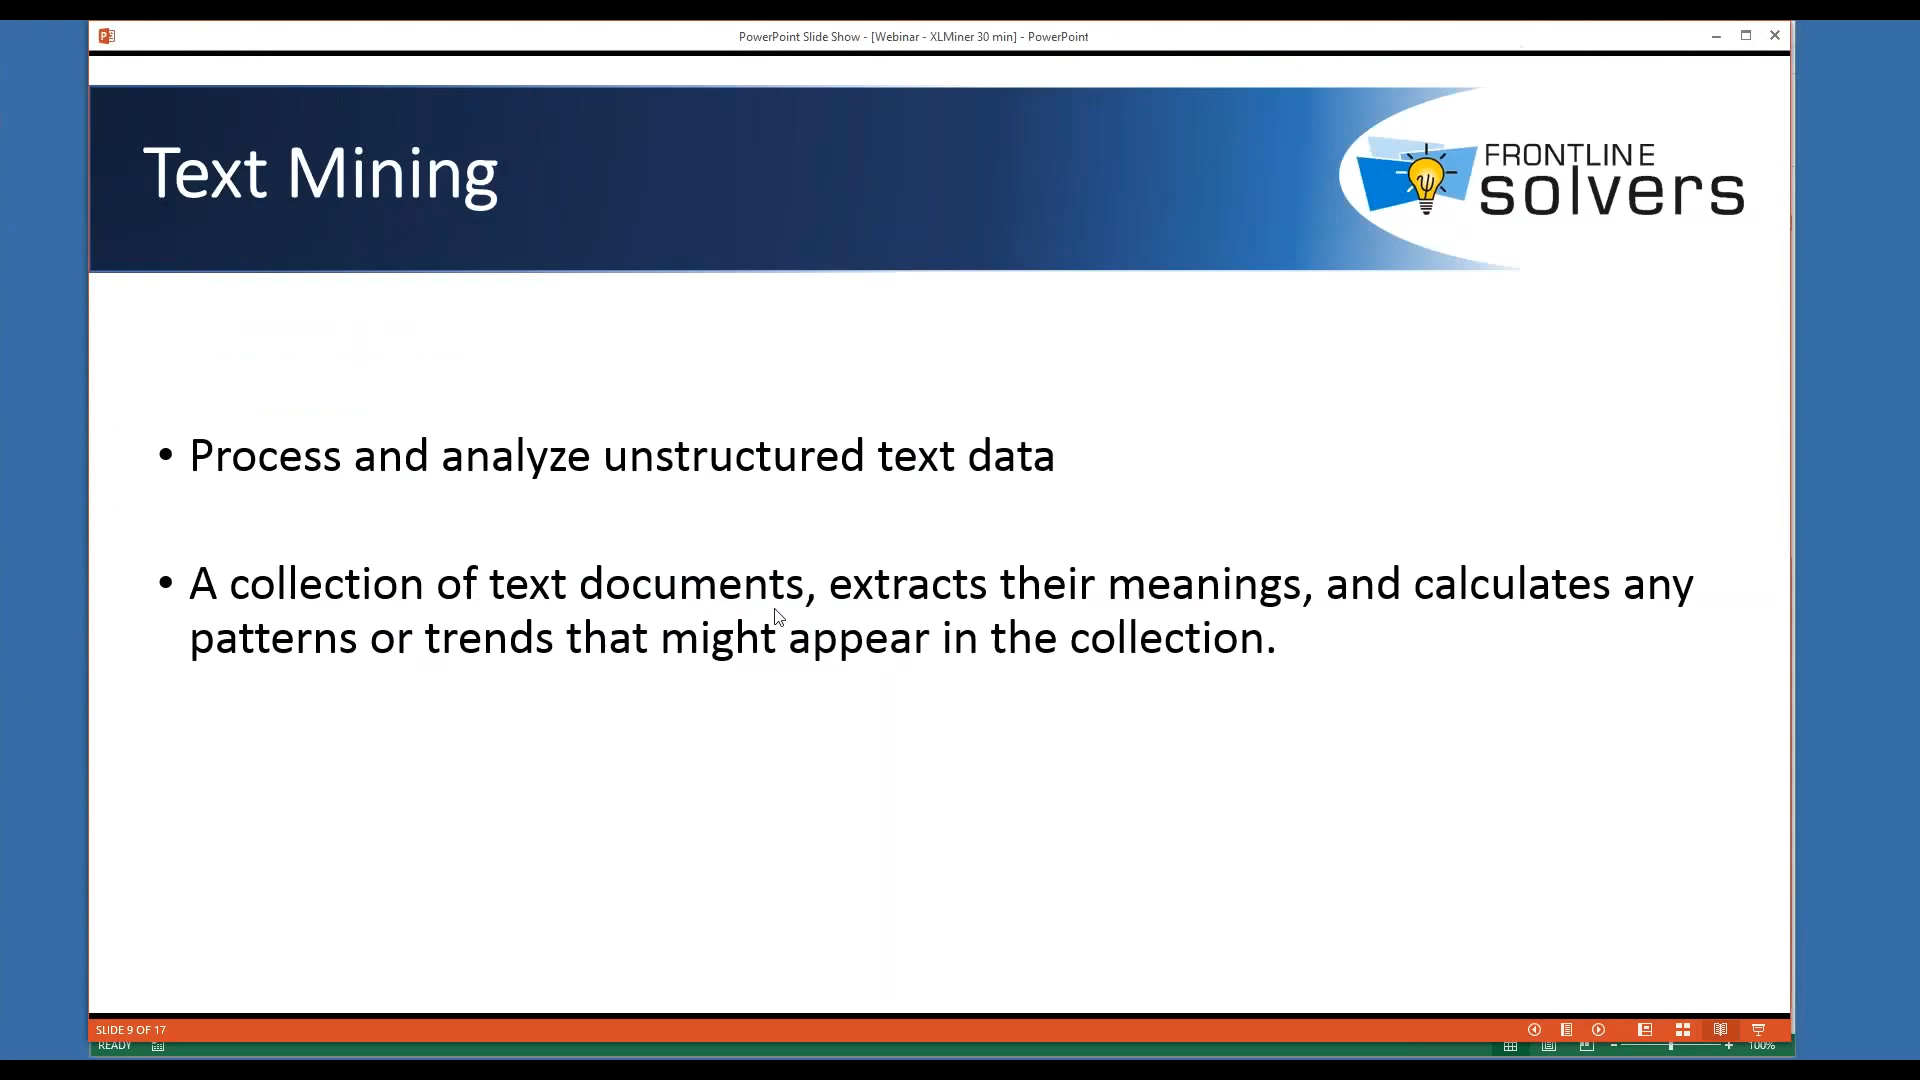 PowerPoint Slide Show - [Webinar - XLMiner 30 min] - PowerPoint
Text Mining
FRONTLINE
solvers
• Process and analyze unstructured text data
• A collection of text documents, extracts their meanings, and calculates any
patterns or trends that might appear in the collection.
SLIDE 9 OF 17
READY
100%